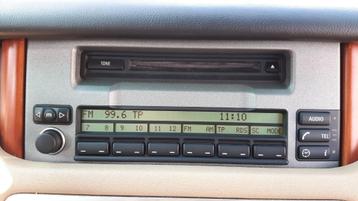 TONE
FM 99.6 TP 11:10
7 8 9 10 11 12 FM AM TP RDS SC MODE
m
AUDIO
TEL
i